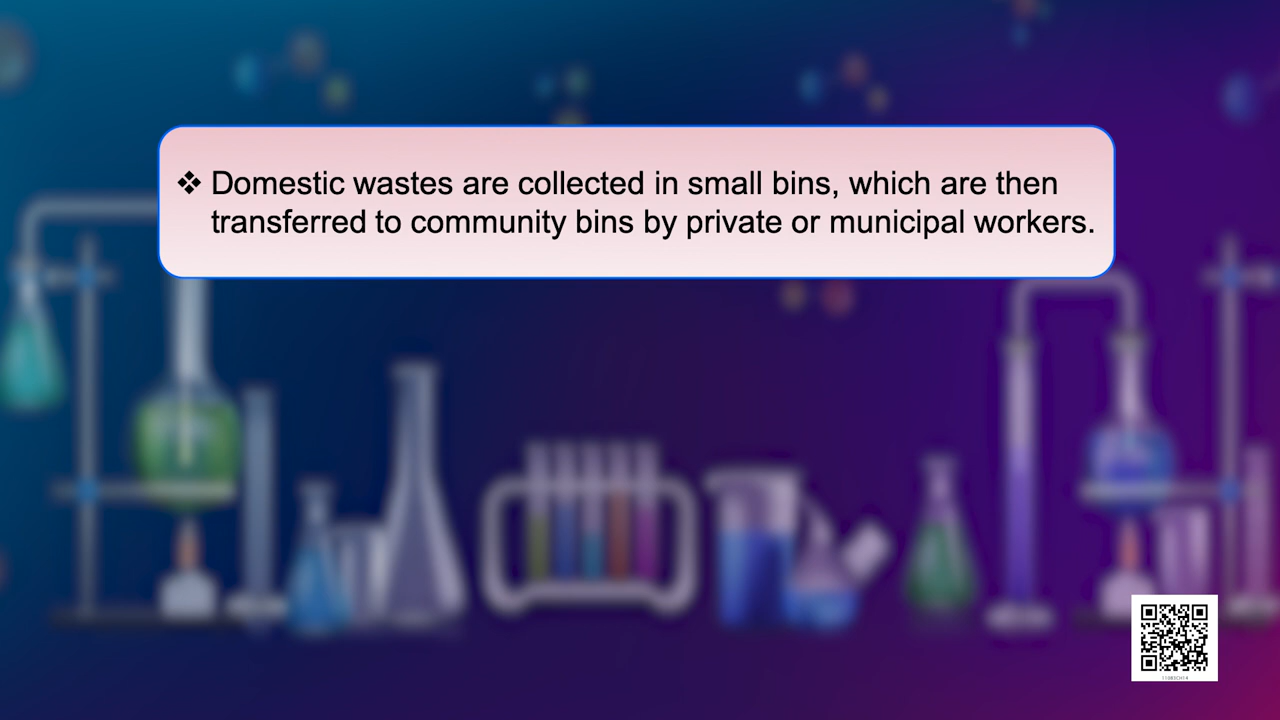 ❖ Domestic wastes are collected in small bins, which are then
transferred to community bins by private or municipal workers.